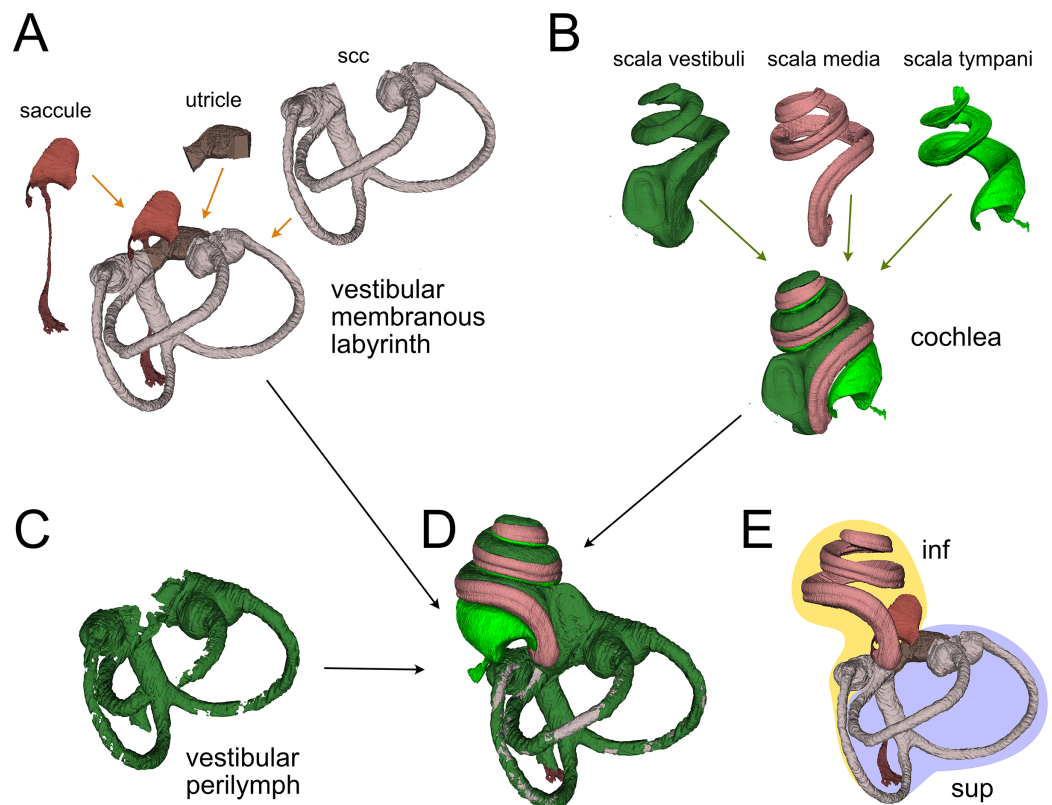 A
scc
saccule
utricle
vestibular
membranous
labyrinth
B
scala vestibuli
scala media
scala tympani
cochlea
C
vestibular
perilymph
D
E
inf
sup